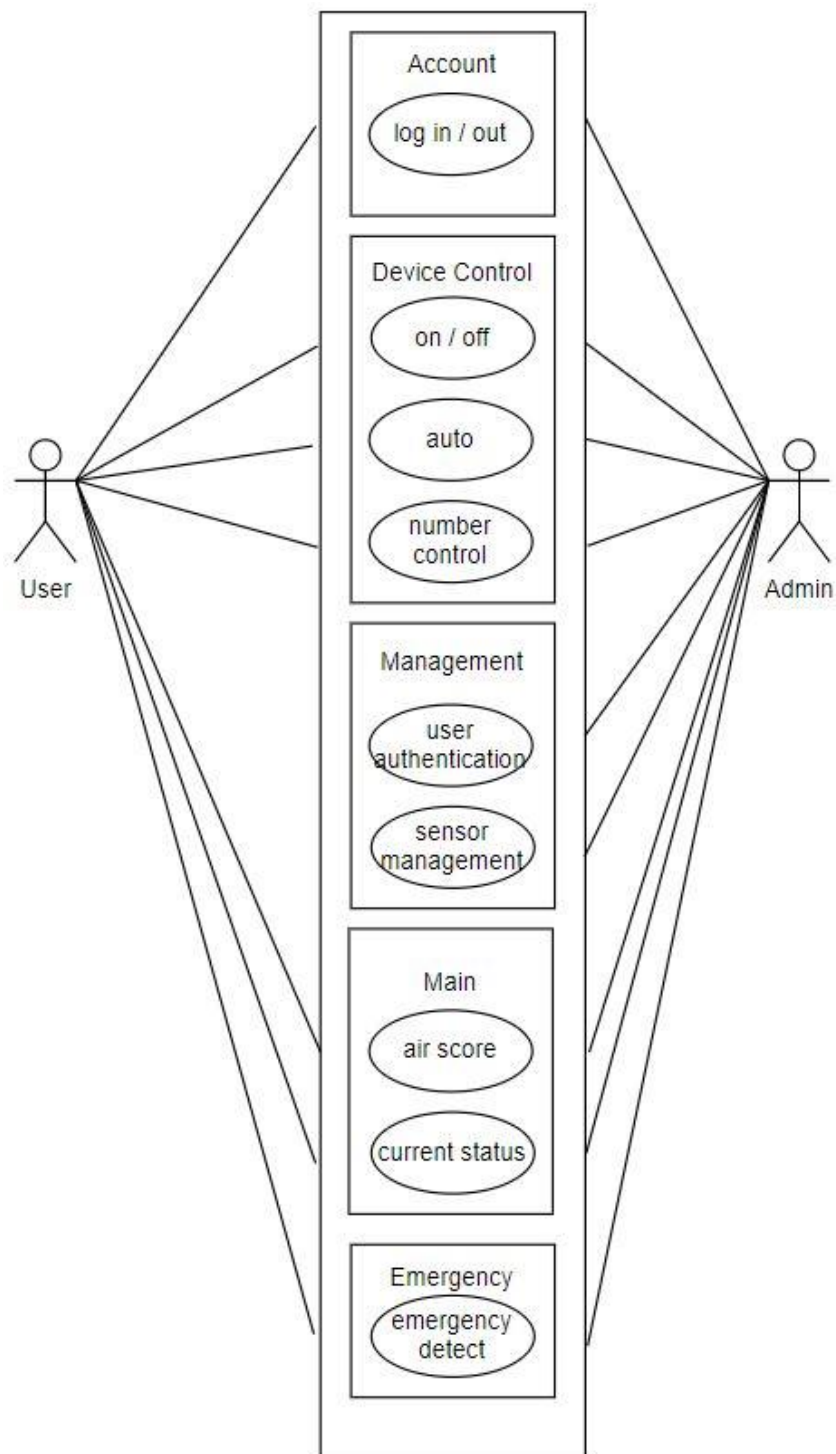 Account
log in / out
Device Control
on / off
auto
number
control
User
Admin
Management
user
authentication
sensor
management
Main
air score
current status
Emergency
emergency
detect